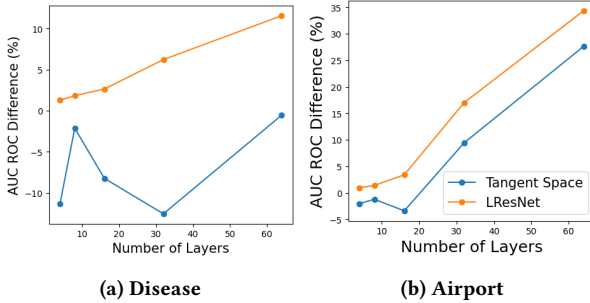 AUC ROC Difference (%)
10
5
0
−5
−10
10 20 30 40 50 60
Number of Layers
(a) Disease
AUC ROC Difference (%)
35
30
25
20
15
10
5
0
−5
10 20 30 40 50 60
Number of Layers
Tangent Space
LResNet
(b) Airport